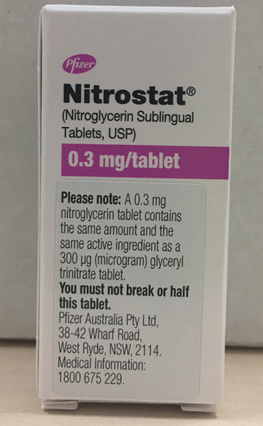 Pfizer
Nitrostat®
(Nitroglycerin Sublingual
Tablets, USP)
0.3 mg/tablet
Please note: A 0.3 mg
nitroglycerin tablet contains
the same amount and the
same active ingredient as a
300 µg (microgram) glyceryl
trinitrate tablet.
You must not break or half
this tablet.
Pfizer Australia Pty Ltd,
38-42 Wharf Road,
West Ryde, NSW, 2114.
Medical Information:
1800 675 229.